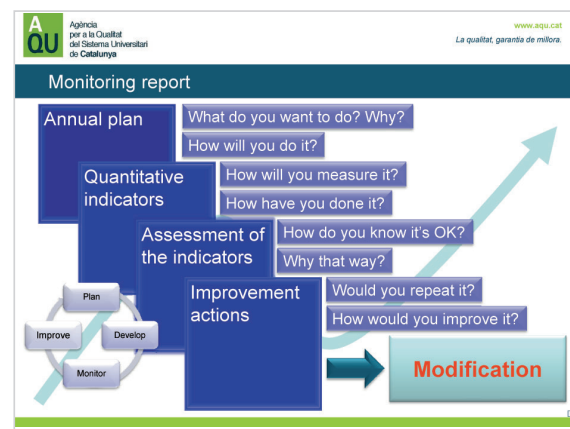 AQU
Agència
per a la Qualitat
del Sistema Universitari
de Catalunya
www.aqu.cat
La qualitat, garantia de millora.
Monitoring report
Annual plan
What do you want to do? Why?
How will you do it?
Quantitative
indicators
How will you measure it?
How have you done it?
Assessment of
the indicators
How do you know it's OK?
Why that way?
Improvement
actions
Would you repeat it?
How would you improve it?
Plan
Improve
Develop
Monitor
Modification